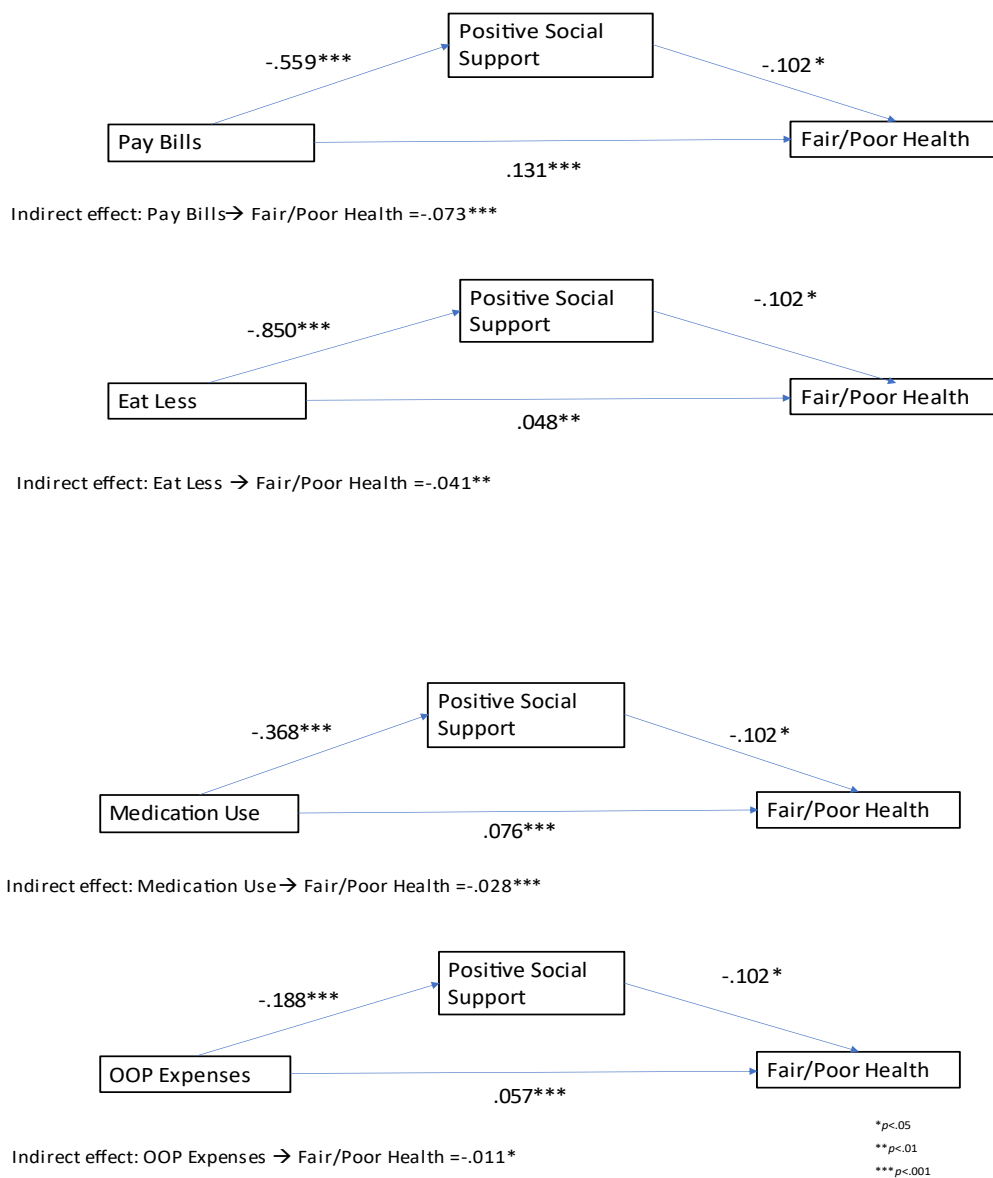 Positive Social
Support
-.559***
-.102*
Pay Bills
Fair/Poor Health
.131***
Indirect effect: Pay Bills→ Fair/Poor Health =-.073***
Positive Social
Support
-.850***
-.102*
Eat Less
Fair/Poor Health
.048**
Indirect effect: Eat Less → Fair/Poor Health =-.041**
Positive Social
Support
-.368***
-.102*
Medication Use
Fair/Poor Health
.076***
Indirect effect: Medication Use→ Fair/Poor Health =-.028***
Positive Social
Support
-.188***
-.102*
OOP Expenses
Fair/Poor Health
.057***
Indirect effect: OOP Expenses → Fair/Poor Health =-.011*
*p<.05
**p<.01
***p<.001